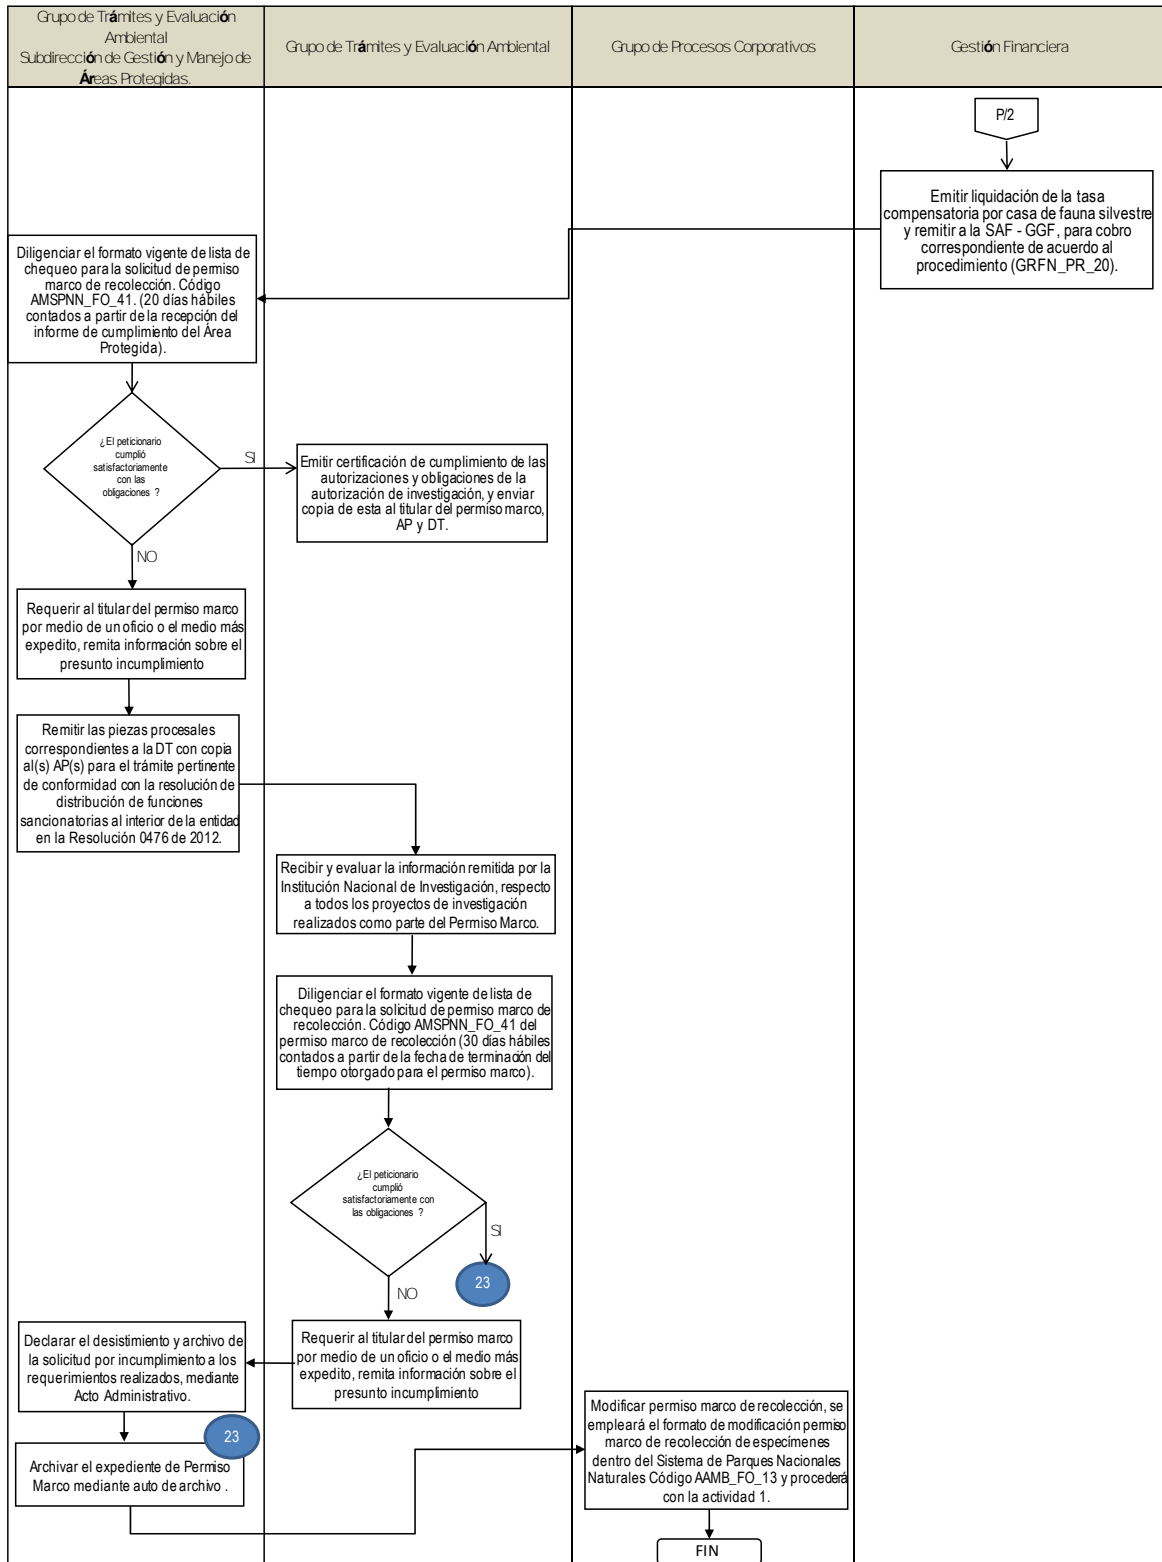 Grupo de Trámites y Evaluación
Ambiental
Subdirección de Gestión y Manejo de
Áreas Protegidas.
Grupo de Trámites y Evaluación Ambiental
Grupo de Procesos Corporativos
Gestión Financiera
P/2
Emitir liquidación de la tasa
compensatoria por casa de fauna silvestre
y remitir a la SAF - GGF, para cobro
correspondiente de acuerdo al
procedimiento (GRFN_PR_20).
Diligenciar el formato vigente de lista de
chequeo para la solicitud de permiso
marco de recolección. Código
AMSPNN_FO_41. (20 días hábiles
contados a partir de la recepción del
informe de cumplimiento del Área
Protegida).
¿El peticionario
cumplió
satisfactoriamente
con las
obligaciones ?
SI
Emitir certificación de cumplimiento de las
autorizaciones y obligaciones de la
autorización de investigación, y enviar
copia de esta al titular del permiso marco,
AP y DT.
NO
Requerir al titular del permiso marco
por medio de un oficio o el medio más
expedito, remita información sobre el
presunto incumplimiento
Remitir las piezas procesales
correspondientes a la DT con copia
al(s) AP(s) para el trámite pertinente
de conformidad con la resolución de
distribución de funciones
sancionatorias al interior de la entidad
en la Resolución 0476 de 2012.
Recibir y evaluar la información remitida por la
Institución Nacional de Investigación, respecto
a todos los proyectos de investigación
realizados como parte del Permiso Marco.
Diligenciar el formato vigente de lista de
chequeo para la solicitud de permiso marco de
recolección. Código AMSPNN_FO_41 del
permiso marco de recolección (30 días hábiles
contados a partir de la fecha de terminación del
tiempo otorgado para el permiso marco).
¿El peticionario
cumplió
satisfactoriamente con
las obligaciones ?
SI
23
NO
Requerir al titular del permiso marco
por medio de un oficio o el medio más
expedito, remita información sobre el
presunto incumplimiento
Declarar el desistimiento y archivo de
la solicitud por incumplimiento a los
requerimientos realizados, mediante
Acto Administrativo.
23
Archivar el expediente de Permiso
Marco mediante auto de archivo .
Modificar permiso marco de recolección, se
empleará el formato de modificación permiso
marco de recolección de especímenes
dentro del Sistema de Parques Nacionales
Naturales Código AAMB_FO_13 y procederá
con la actividad 1.
FIN